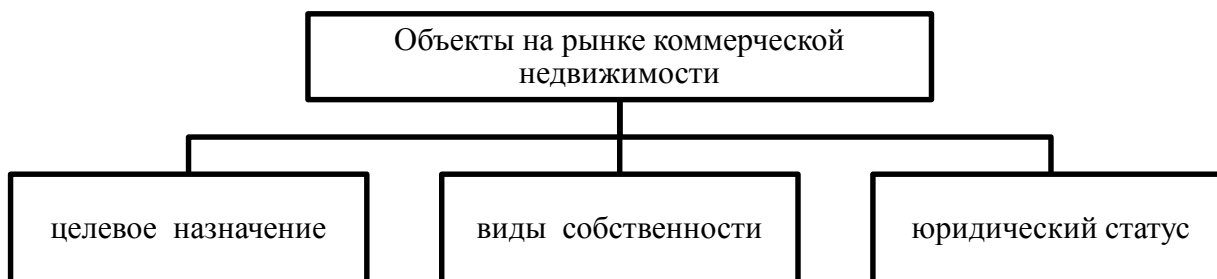 Объекты на рынке коммерческой
недвижимости
целевое назначение
виды собственности
юридический статус